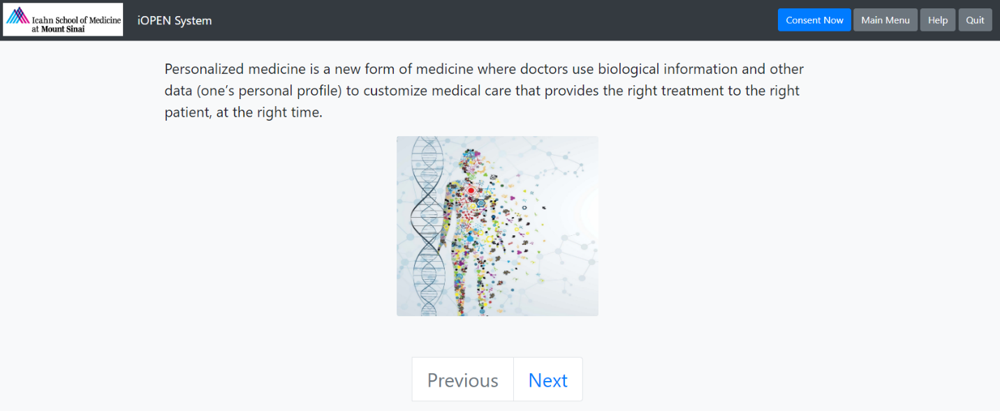 Icahn School of Medicine
at Mount Sinai
iOPEN System
Consent Now
Main Menu
Help
Quit
Personalized medicine is a new form of medicine where doctors use biological information and other
data (one’s personal profile) to customize medical care that provides the right treatment to the right
patient, at the right time.
Previous
Next